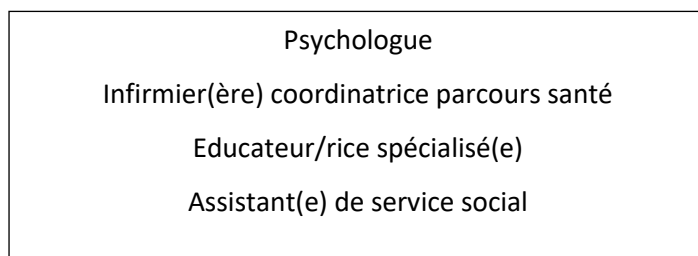 Psychologue
Infirmier(ère) coordinatrice parcours santé
Educateur/rice spécialisé(e)
Assistant(e) de service social